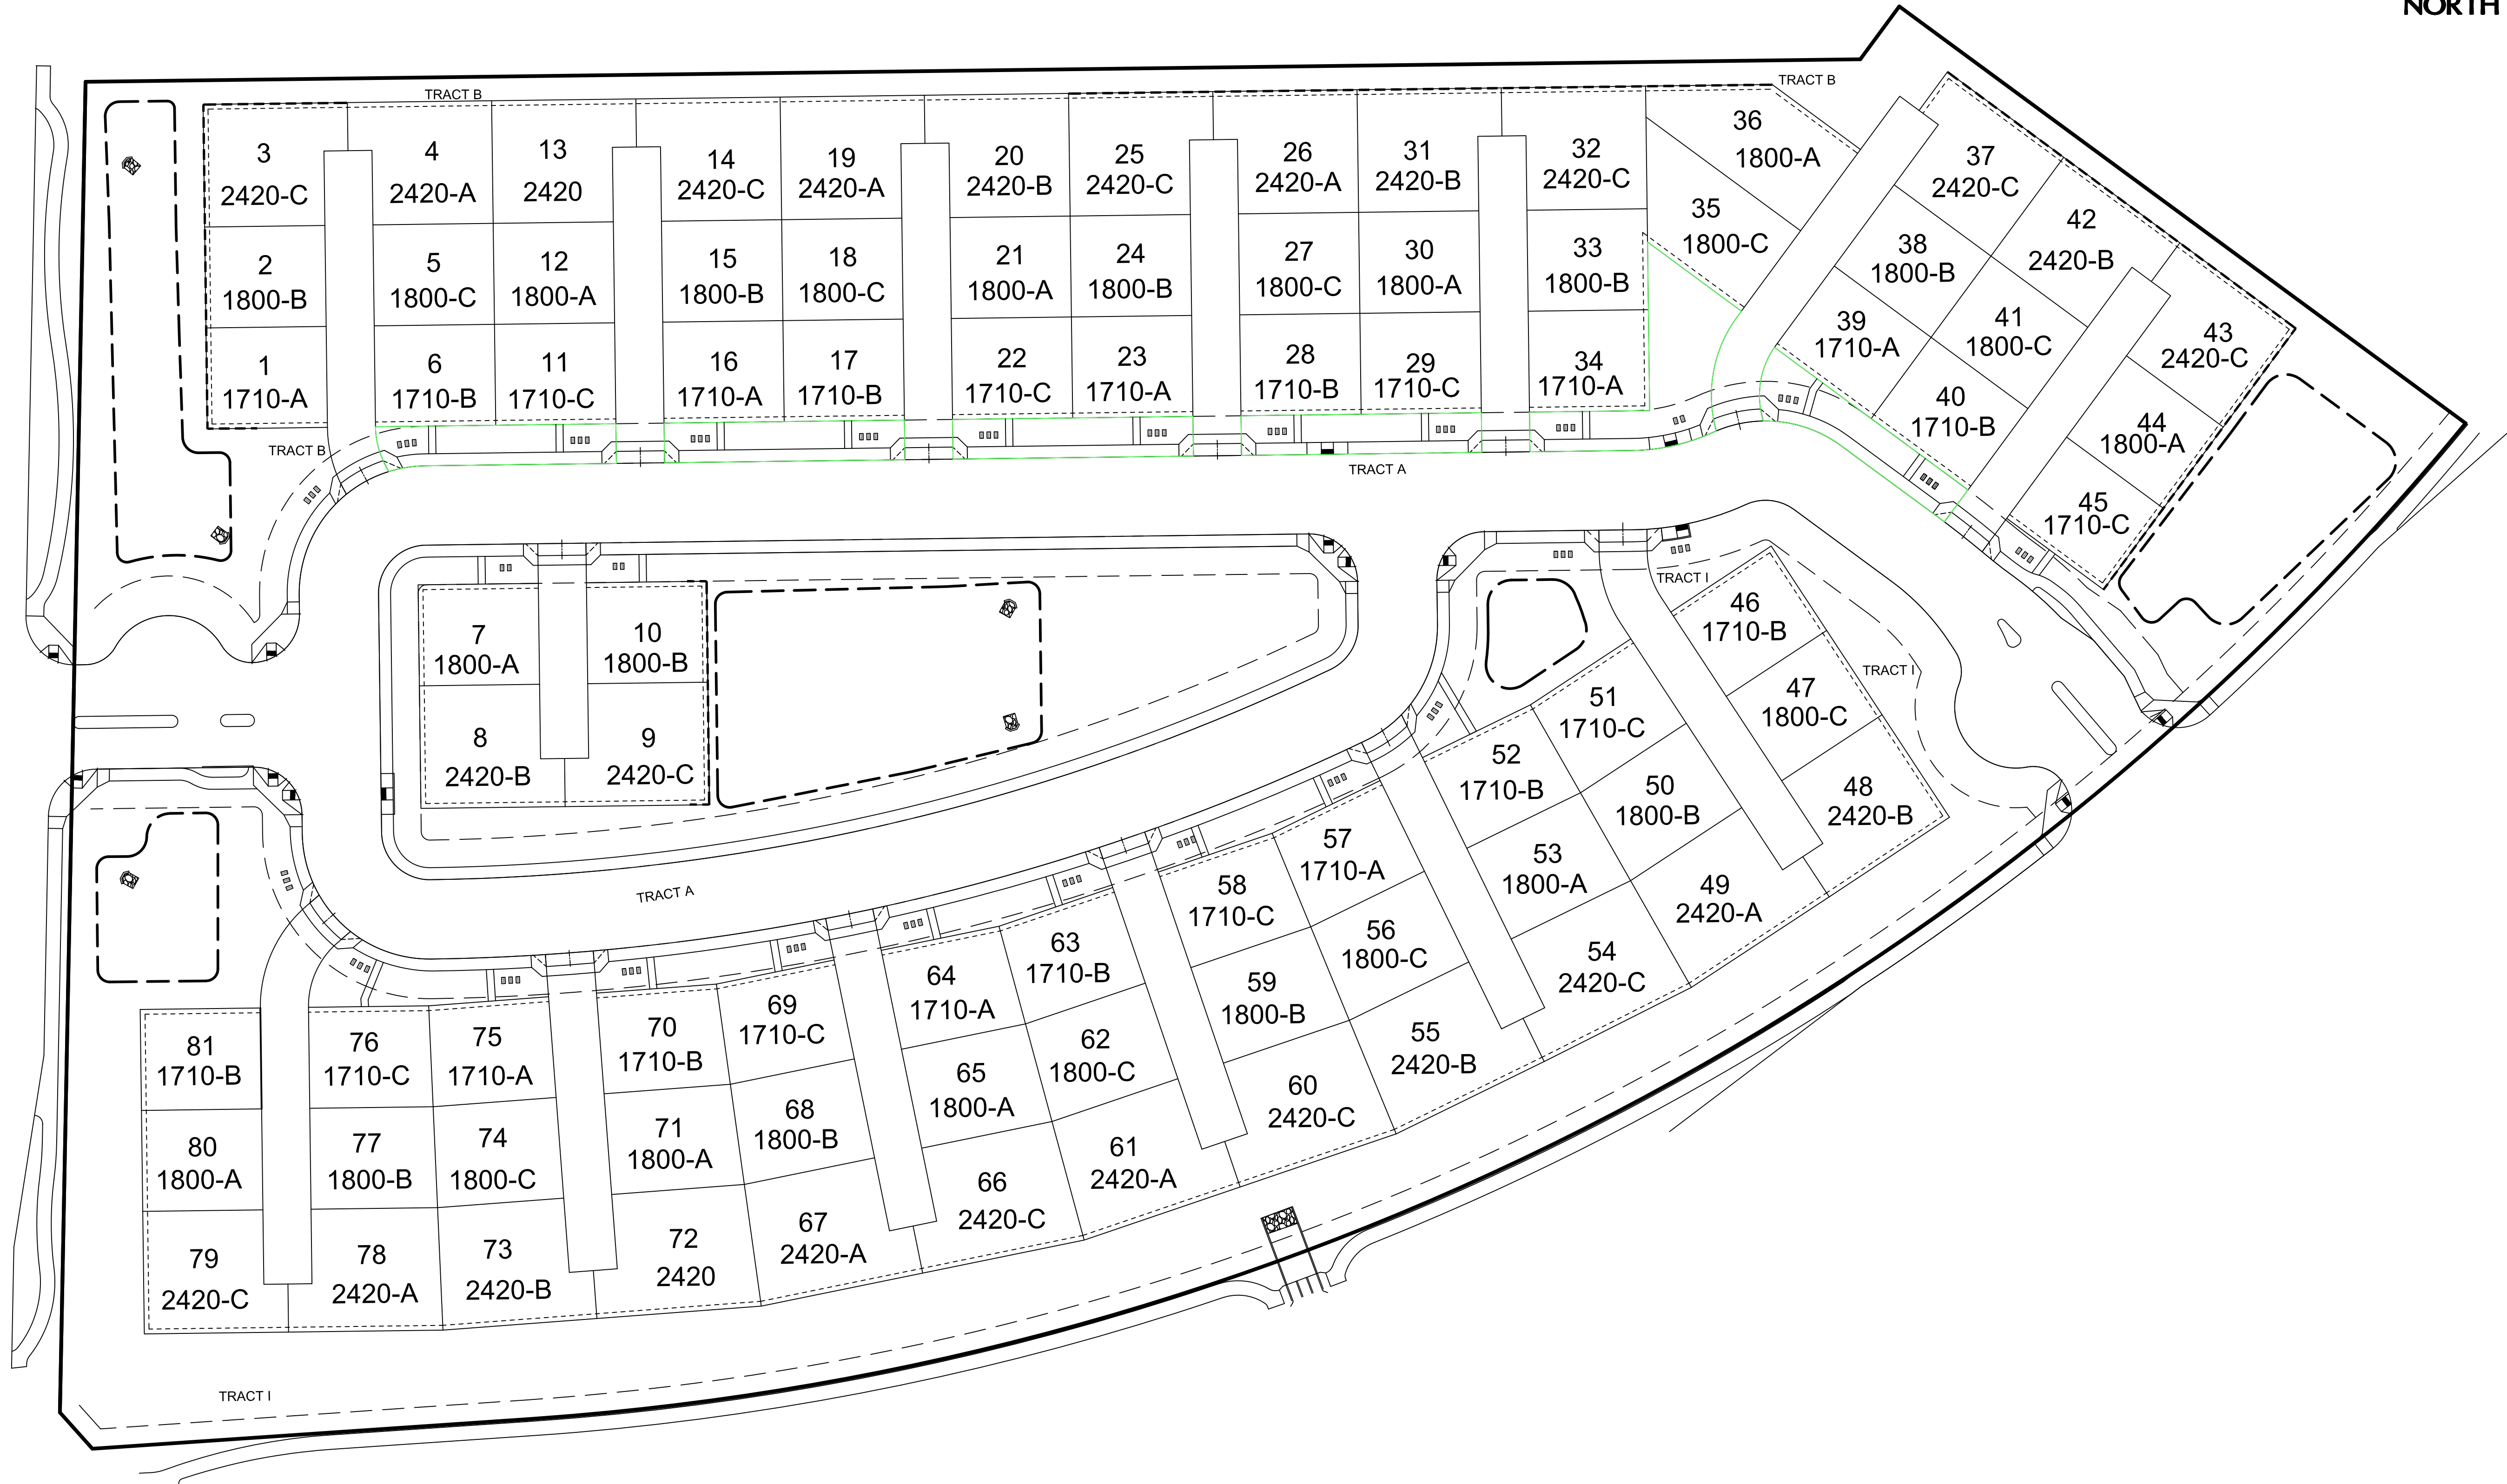 NORTH
TRACT B
TRACT B
3
2420-C
4
2420-A
13
2420
14
2420-C
19
2420-A
20
2420-B
25
2420-C
26
2420-A
31
2420-B
32
2420-C
36
1800-A
37
2420-C
2
1800-B
5
1800-C
12
1800-A
15
1800-B
18
1800-C
21
1800-A
24
1800-B
27
1800-C
30
1800-A
33
1800-B
35
1800-C
38
1800-B
42
2420-B
1
1710-A
6
1710-B
11
1710-C
16
1710-A
17
1710-B
22
1710-C
23
1710-A
28
1710-B
29
1710-C
34
1710-A
39
1710-A
41
1800-C
43
2420-C
40
1710-B
44
1800-A
45
1710-C
TRACT B
TRACT A
TRACT I
7
1800-A
10
1800-B
46
1710-B
TRACT I
8
2420-B
9
2420-C
52
1710-B
51
1710-C
47
1800-C
50
1800-B
48
2420-B
57
1710-A
53
1800-A
TRACT A
58
1710-C
49
2420-A
64
1710-A
63
1710-B
56
1800-C
54
2420-C
69
1710-C
59
1800-B
81
1710-B
76
1710-C
75
1710-A
70
1710-B
62
1800-C
55
2420-B
65
1800-A
60
2420-C
80
1800-A
77
1800-B
74
1800-C
71
1800-A
68
1800-B
61
2420-A
66
2420-C
79
2420-C
78
2420-A
73
2420-B
72
2420
67
2420-A
TRACT I